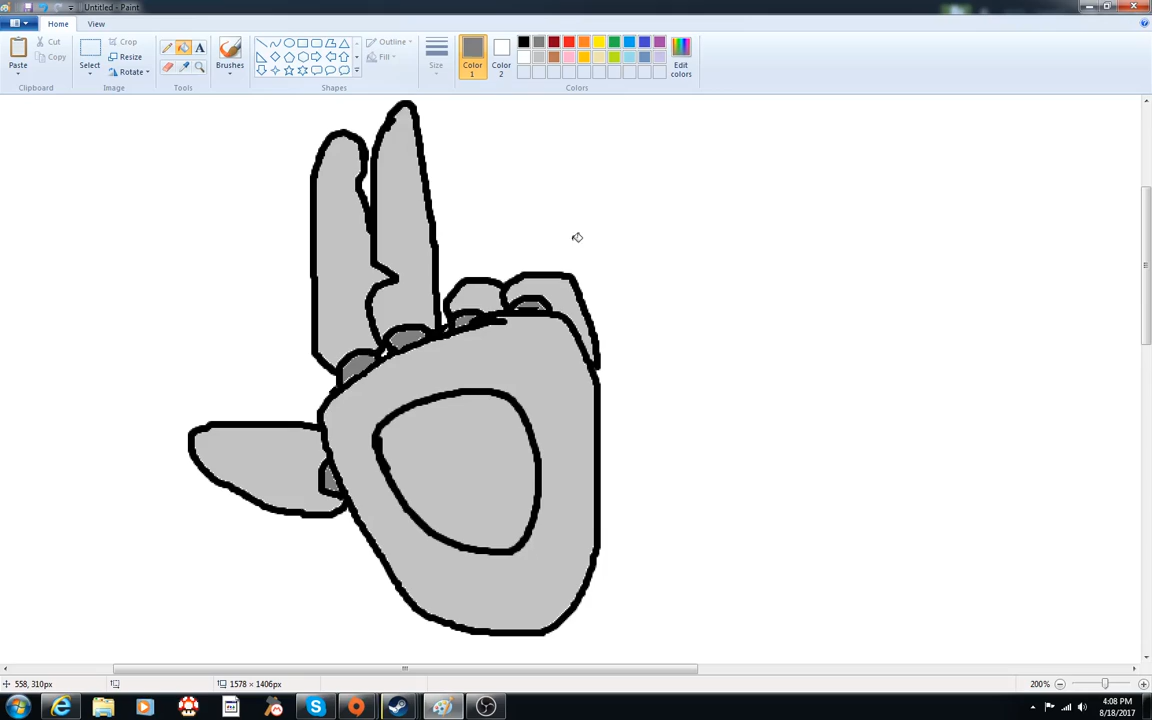 Untitled - Paint
Home View
Paste
Cut
Copy
Clipboard
Select
Crop
Resize
Rotate
Image
A
Tools
Brushes
Outline
Fill
Shapes
Size
Color 1
Color 2
Edit colors
Colors
558, 310px
1578 × 1406px
200%
4:08 PM
8/18/2017